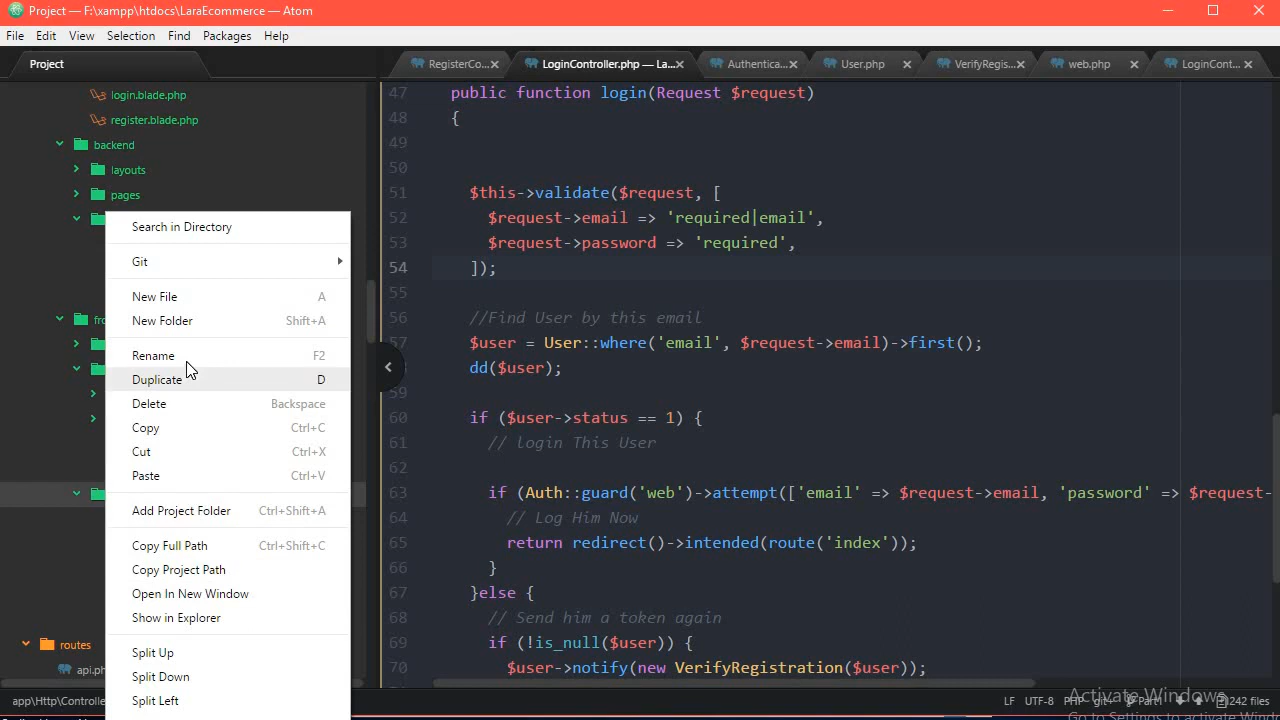 Project — F:\xampp\htdocs\LaraEcommerce — Atom
File Edit View Selection Find Packages Help
Project
RegisterCo...
LoginController.php — La...
Authentica...
User.php
VerifyRegis...
web.php
LoginCont...
login.blade.php
register.blade.php
backend
layouts
pages
Search in Directory
Git
New File A
New Folder Shift+A
Rename F2
Duplicate D
Delete Backspace
Copy Ctrl+C
Cut Ctrl+X
Paste Ctrl+V
Add Project Folder Ctrl+Shift+A
Copy Full Path Ctrl+Shift+C
Copy Project Path
Open In New Window
Show in Explorer
Split Up
Split Down
Split Left
routes
47 public function login(Request $request)
48 {
49
50
51 $this->validate($request, [
52 $request->email => 'required|email',
53 $request->password => 'required',
54 ]);
55
56 //Find User by this email
57 $user = User::where('email', $request->email)->first();
58 dd($user);
59
60 if ($user->status == 1) {
61 // login This User
62
63 if (Auth::guard('web')->attempt(['email' => $request->email, 'password' => $request-
64 // Log Him Now
65 return redirect()->intended(route('index'));
66 }
67 }else {
68 // Send him a token again
69 if (!is_null($user)) {
70 $user->notify(new VerifyRegistration($user));
app\Http\Controlle
LF UTF-8 PHP Part1 242 files
Activate Windows
Go to Settings to activate Wind